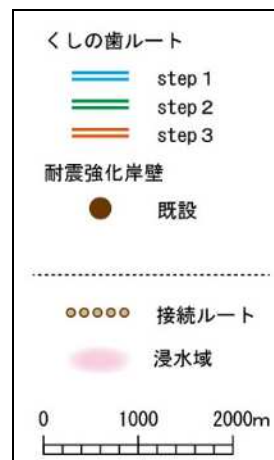 くしの歯ルート
step 1
step 2
step 3
耐震強化岸壁
既設
接続ルート
浸水域
0 1000 2000m